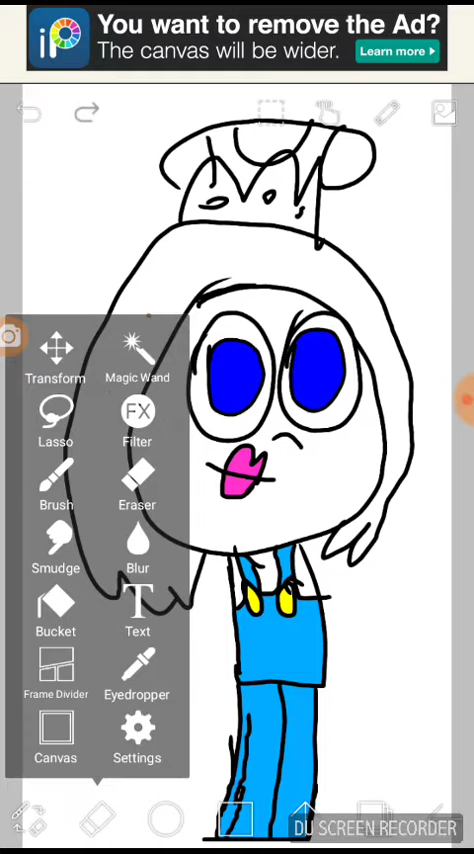 iP
You want to remove the Ad?
The canvas will be wider.
Learn more
Transform
Magic Wand
FX
Lasso
Filter
Brush
Eraser
Smudge
Blur
T
Bucket
Text
Frame Divider
Eyedropper
Canvas
Settings
DU SCREEN RECORDER